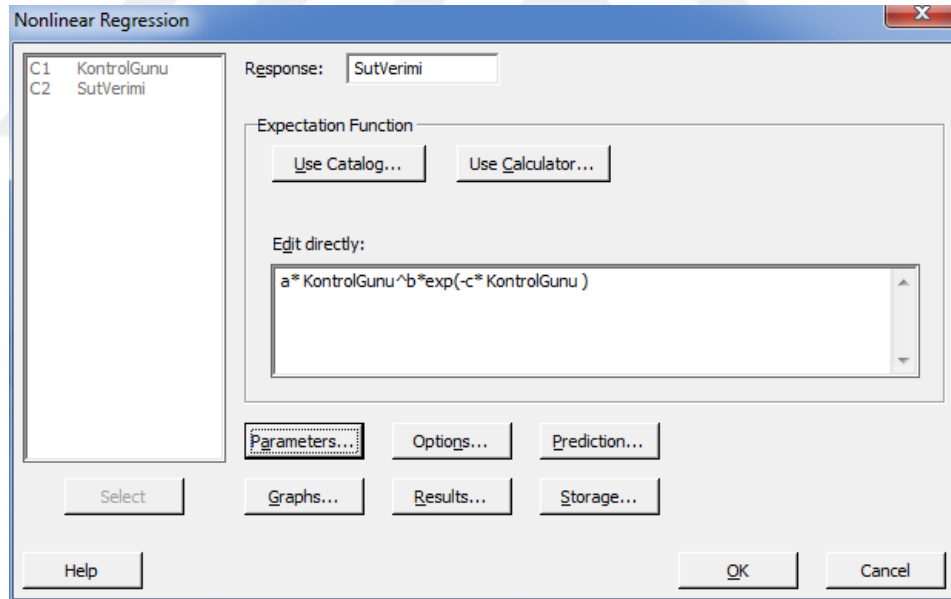 Nonlinear Regression
X
C1 KontrolGunu
C2 SutVerimi
Response: SutVerimi
Expectation Function
Use Catalog... Use Calculator...
Edit directly:
a* KontrolGunu^b*exp(-c* KontrolGunu )
Parameters... Options... Prediction...
Select Graphs... Results... Storage...
Help OK Cancel